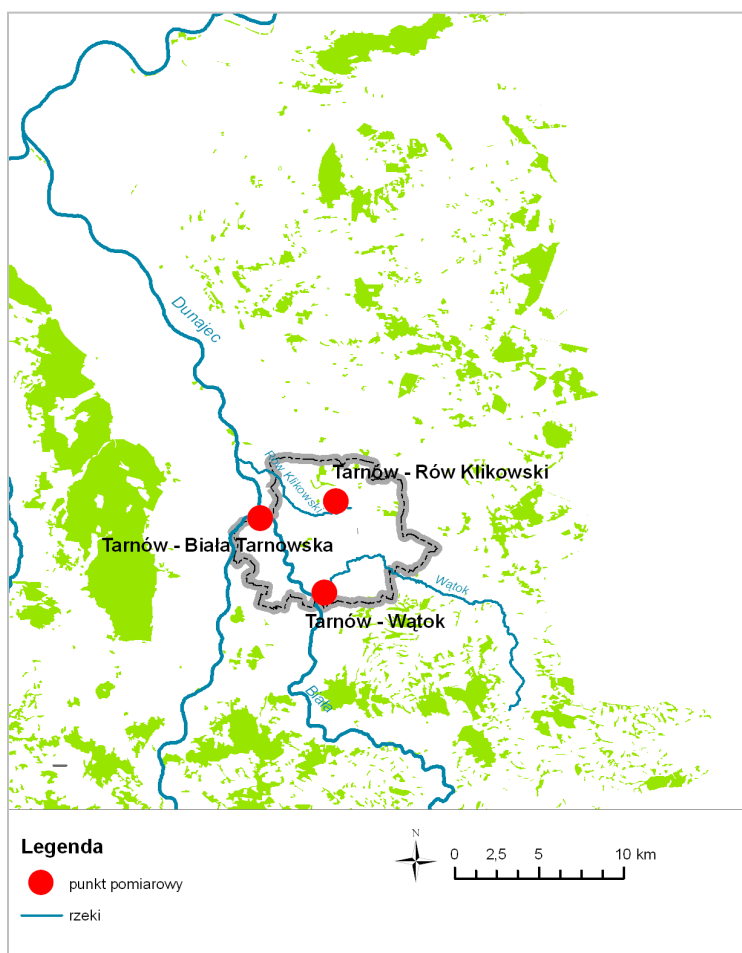 Dunajec
Rów Klikowski
Tarnów - Rów Klikowski
Tarnów - Biała Tarnowska
Wątok
Tarnów - Wątok
Biała
Legenda
punkt pomiarowy
rzeki
N
0 2,5 5 10 km